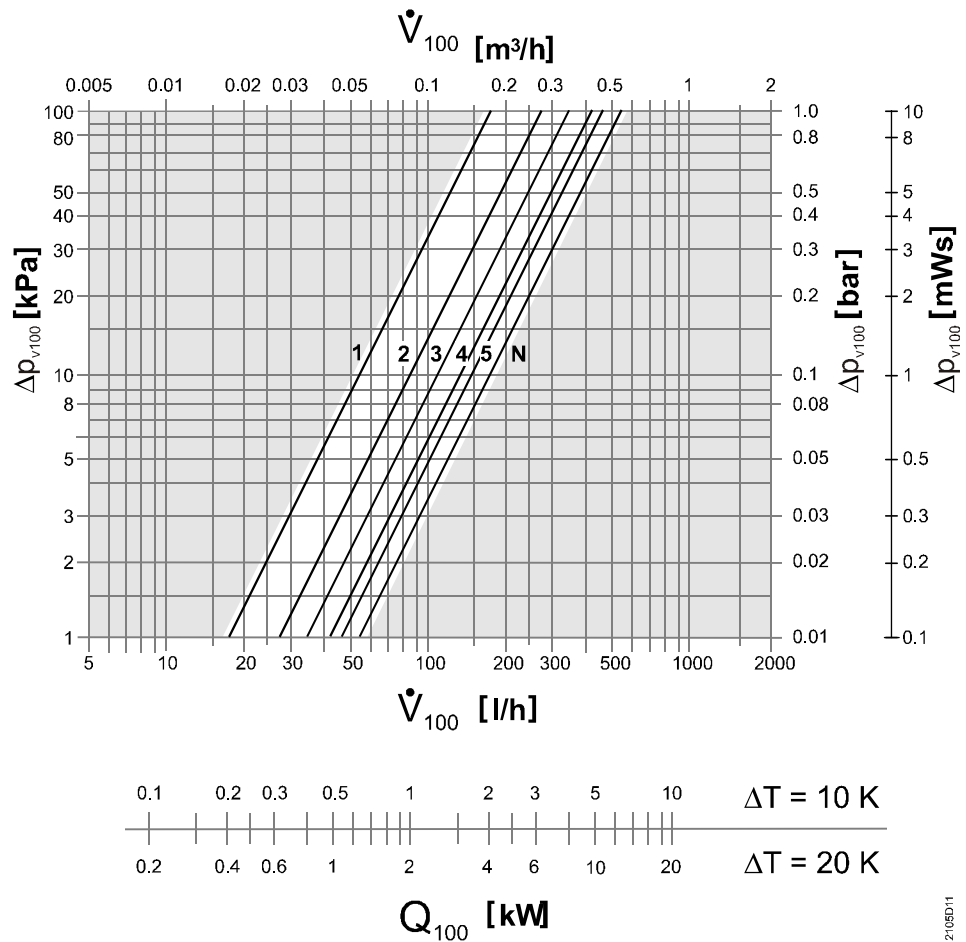 V̇100 [m³/h]
0.005 0.01 0.02 0.03 0.05 0.1 0.2 0.3 0.5 1 2
100 1.0 10
80 0.8 8
50 0.5 5
40 0.4 4
30 0.3 3
20 0.2 2
Δpv100 [kPa]
Δpv100 [bar]
Δpv100 [mWs]
1 2 3 4 5 N
10 0.1 1
8 0.08
5 0.05 0.5
3 0.03 0.3
2 0.02 0.2
1 0.01 0.1
5 10 20 30 50 100 200 300 500 1000 2000
V̇100 [l/h]
0.1 0.2 0.3 0.5 1 2 3 5 10 ΔT = 10 K
0.2 0.4 0.6 1 2 4 6 10 20 ΔT = 20 K
Q100 [kW]
2105D11